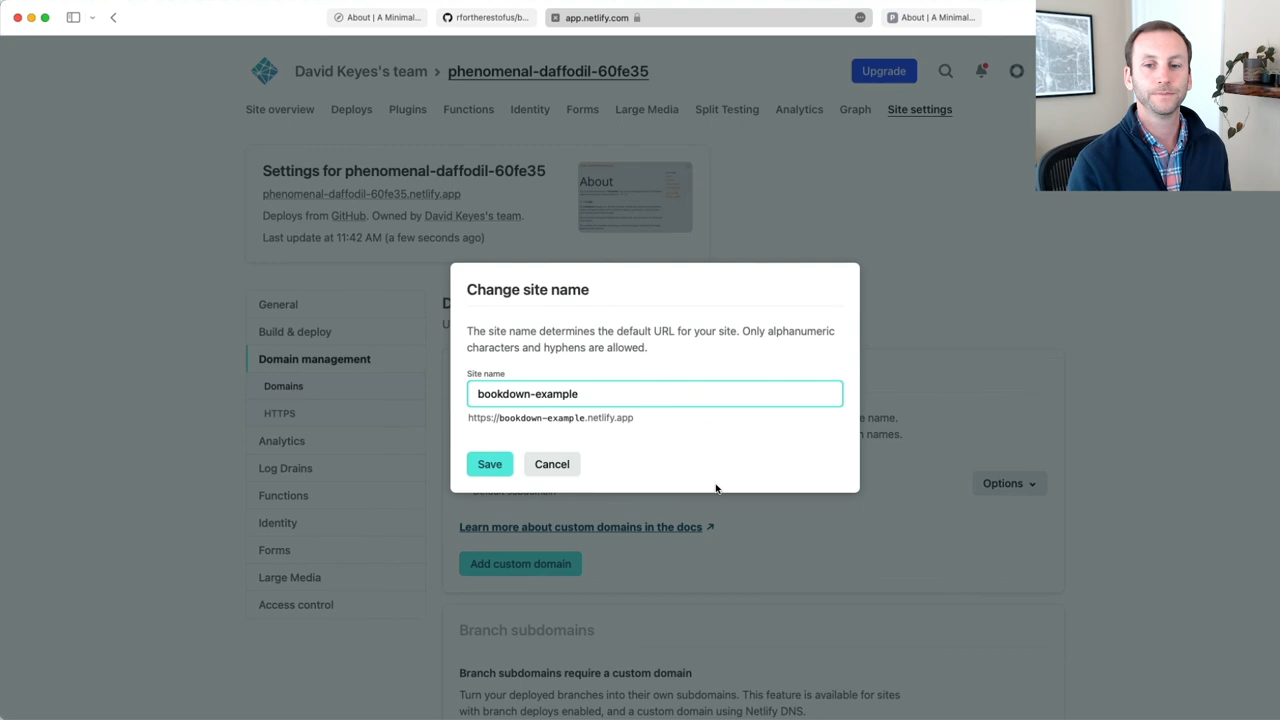 About | A Minimal...
rfortherestofus/b...
app.netlify.com
About | A Minimal...
David Keyes's team
phenomenal-daffodil-60fe35
Upgrade
Site overview
Deploys
Plugins
Functions
Identity
Forms
Large Media
Split Testing
Analytics
Graph
Site settings
Settings for phenomenal-daffodil-60fe35
phenomenal-daffodil-60fe35.netlify.app
Deploys from GitHub. Owned by David Keyes's team.
Last update at 11:42 AM (a few seconds ago)
About
General
Build & deploy
Domain management
Domains
HTTPS
Analytics
Log Drains
Functions
Identity
Forms
Large Media
Access control
Change site name
The site name determines the default URL for your site. Only alphanumeric
characters and hyphens are allowed.
Site name
bookdown-example
https://bookdown-example.netlify.app
Save
Cancel
e name.
n names.
Options
Default subdomain
Learn more about custom domains in the docs ↗
Add custom domain
Branch subdomains
Branch subdomains require a custom domain
Turn your deployed branches into their own subdomains. This feature is available for sites
with branch deploys enabled, and a custom domain using Netlify DNS.